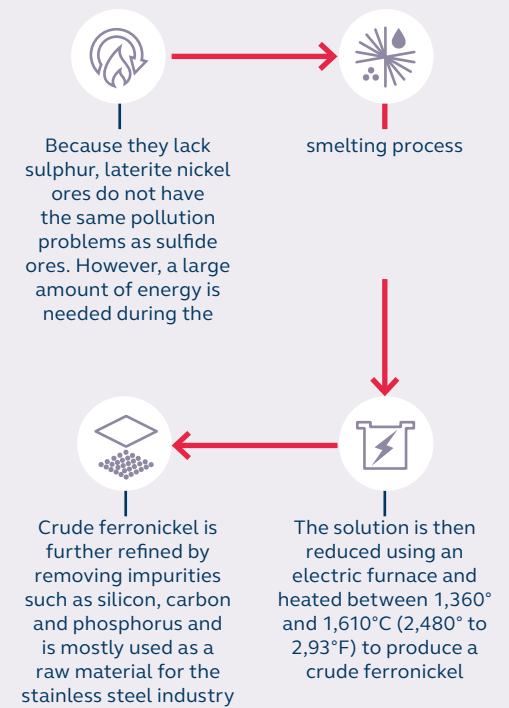 Because they lack
sulphur, laterite nickel
ores do not have
the same pollution
problems as sulfide
ores. However, a large
amount of energy is
needed during the
smelting process
The solution is then
reduced using an
electric furnace and
heated between 1,360°
and 1,610°C (2,480° to
2,93°F) to produce a
crude ferronickel
Crude ferronickel is
further refined by
removing impurities
such as silicon, carbon
and phosphorus and
is mostly used as a
raw material for the
stainless steel industry